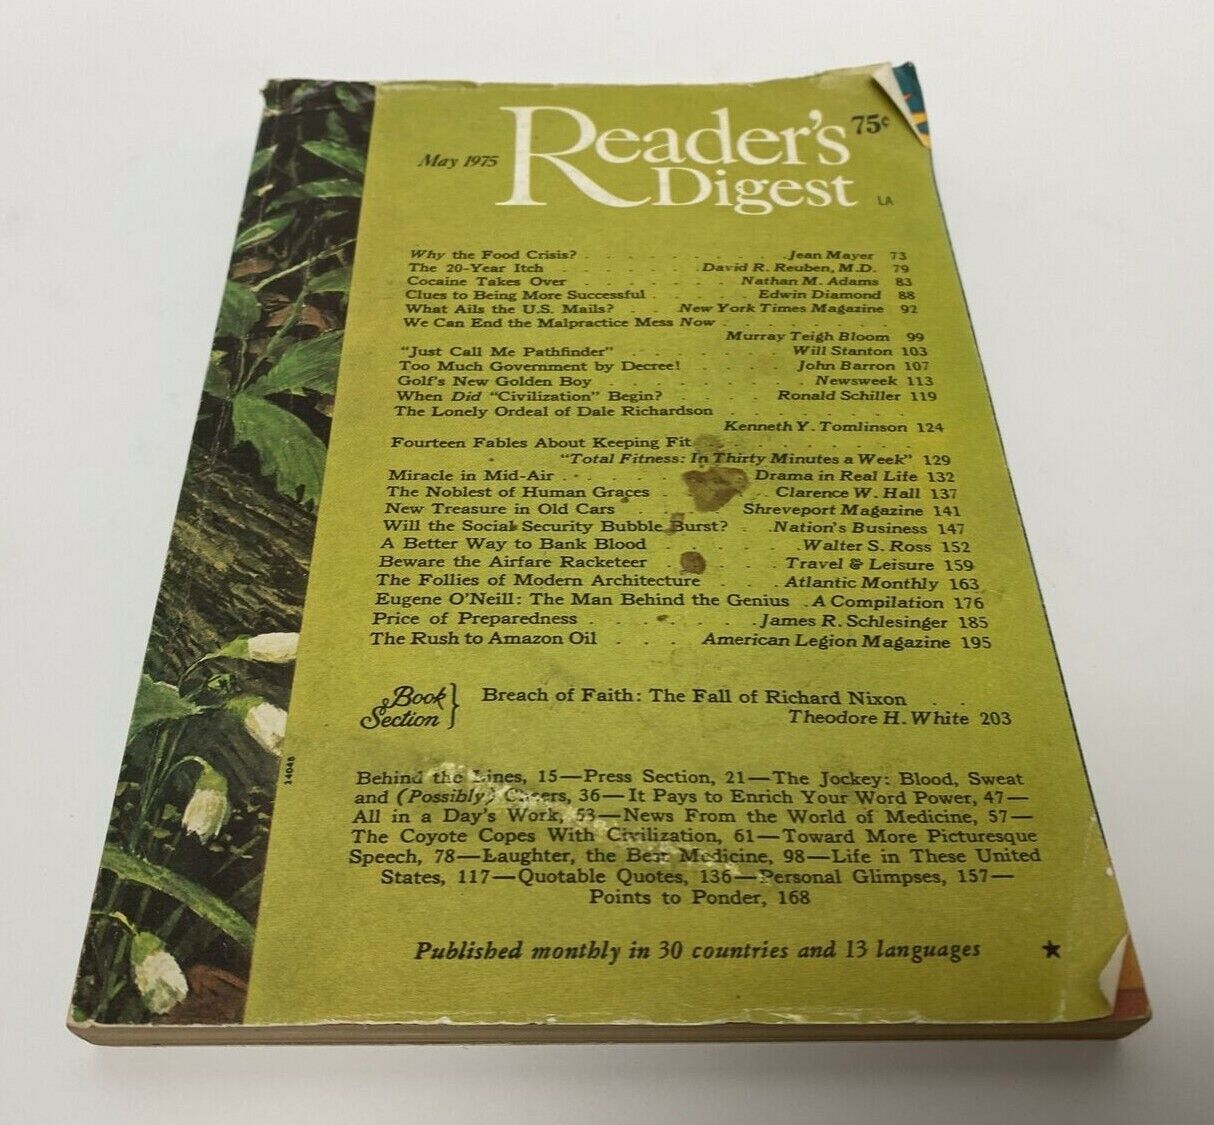 May 1975
Reader's
Digest
75¢
LA
Why the Food Crisis? . . . . . . . . Jean Mayer 73
The 20-Year Itch . . . . . . . David R. Reuben, M.D. 79
Cocaine Takes Over . . . . . . . . Nathan M. Adams 83
Clues to Being More Successful . . . . . Edwin Diamond 88
What Ails the U.S. Mails? . . New York Times Magazine 92
We Can End the Malpractice Mess Now . . . . . . . .
Murray Teigh Bloom 99
"Just Call Me Pathfinder" . . . . . . . . Will Stanton 103
Too Much Government by Decree! . . . . . John Barron 107
Golf's New Golden Boy . . . . . . . . . Newsweek 113
When Did "Civilization" Begin? . . . . Ronald Schiller 119
The Lonely Ordeal of Dale Richardson . . . . . . . .
Kenneth Y. Tomlinson 124
Fourteen Fables About Keeping Fit . . . . . . . .
"Total Fitness: In Thirty Minutes a Week" 129
Miracle in Mid-Air . . . . . . . . Drama in Real Life 132
The Noblest of Human Graces . . . . Clarence W. Hall 137
New Treasure in Old Cars . . . . Shreveport Magazine 141
Will the Social Security Bubble Burst? . . Nation's Business 147
A Better Way to Bank Blood . . . . . . Walter S. Ross 152
Beware the Airfare Racketeer . . . . . Travel & Leisure 159
The Follies of Modern Architecture . . . Atlantic Monthly 163
Eugene O'Neill: The Man Behind the Genius . A Compilation 176
Price of Preparedness . . . . . . . James R. Schlesinger 185
The Rush to Amazon Oil . . . American Legion Magazine 195
Book
Section
Breach of Faith: The Fall of Richard Nixon . .
Theodore H. White 203
14048
Behind the Lines, 15—Press Section, 21—The Jockey: Blood, Sweat
and (Possibly) Cheers, 36—It Pays to Enrich Your Word Power, 47—
All in a Day's Work, 53—News From the World of Medicine, 57—
The Coyote Copes With Civilization, 61—Toward More Picturesque
Speech, 78—Laughter, the Best Medicine, 98—Life in These United
States, 117—Quotable Quotes, 136—Personal Glimpses, 157—
Points to Ponder, 168
Published monthly in 30 countries and 13 languages